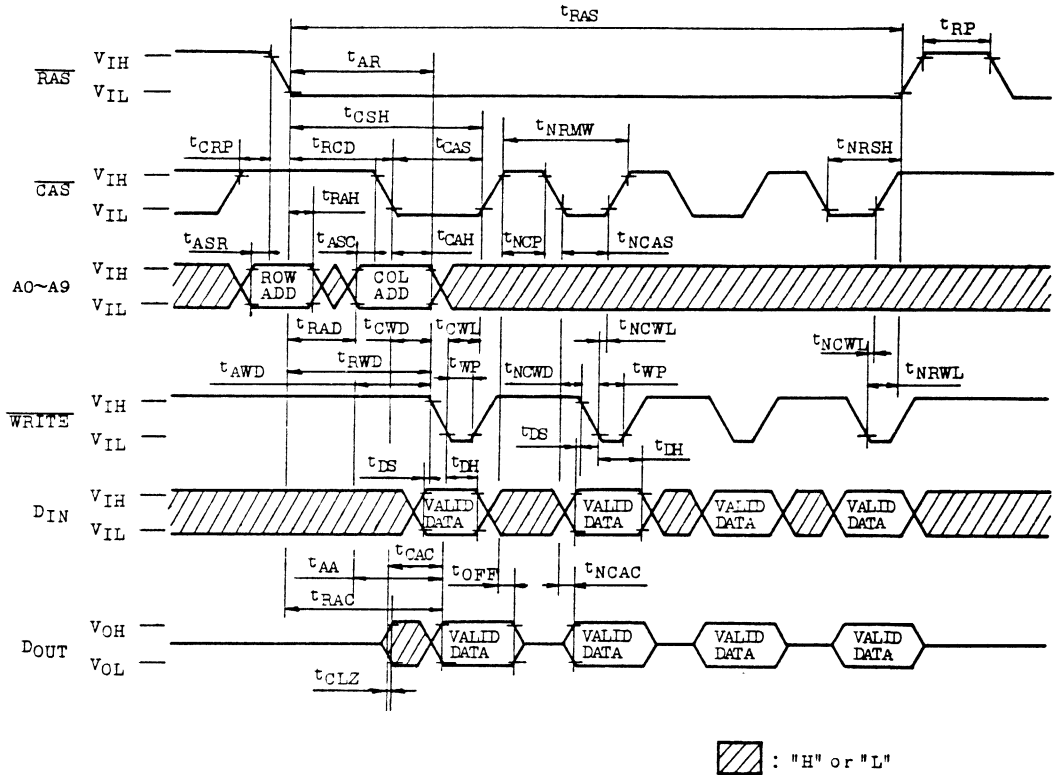 tRAS
tRP
RAS
VIH
VIL
tAR
tCSH
tNRMW
tCRP
tRCD
tCAS
tNRSH
CAS
VIH
VIL
tRAH
tASR
tASC
tCAH
tNCP
tNCAS
A0~A9
VIH
VIL
ROW
ADD
COL
ADD
tRAD
tCWD
tCWL
tNCWL
tNCWL
tRWD
tAWD
tWP
tNCWD
tWP
tNRWL
WRITE
VIH
VIL
tDS
tDH
tDS
tDH
DIN
VIH
VIL
VALID
DATA
VALID
DATA
VALID
DATA
VALID
DATA
tCAC
tAA
tOFF
tNCAC
tRAC
DOUT
VOH
VOL
VALID
DATA
VALID
DATA
VALID
DATA
VALID
DATA
tCLZ
: "H" or "L"